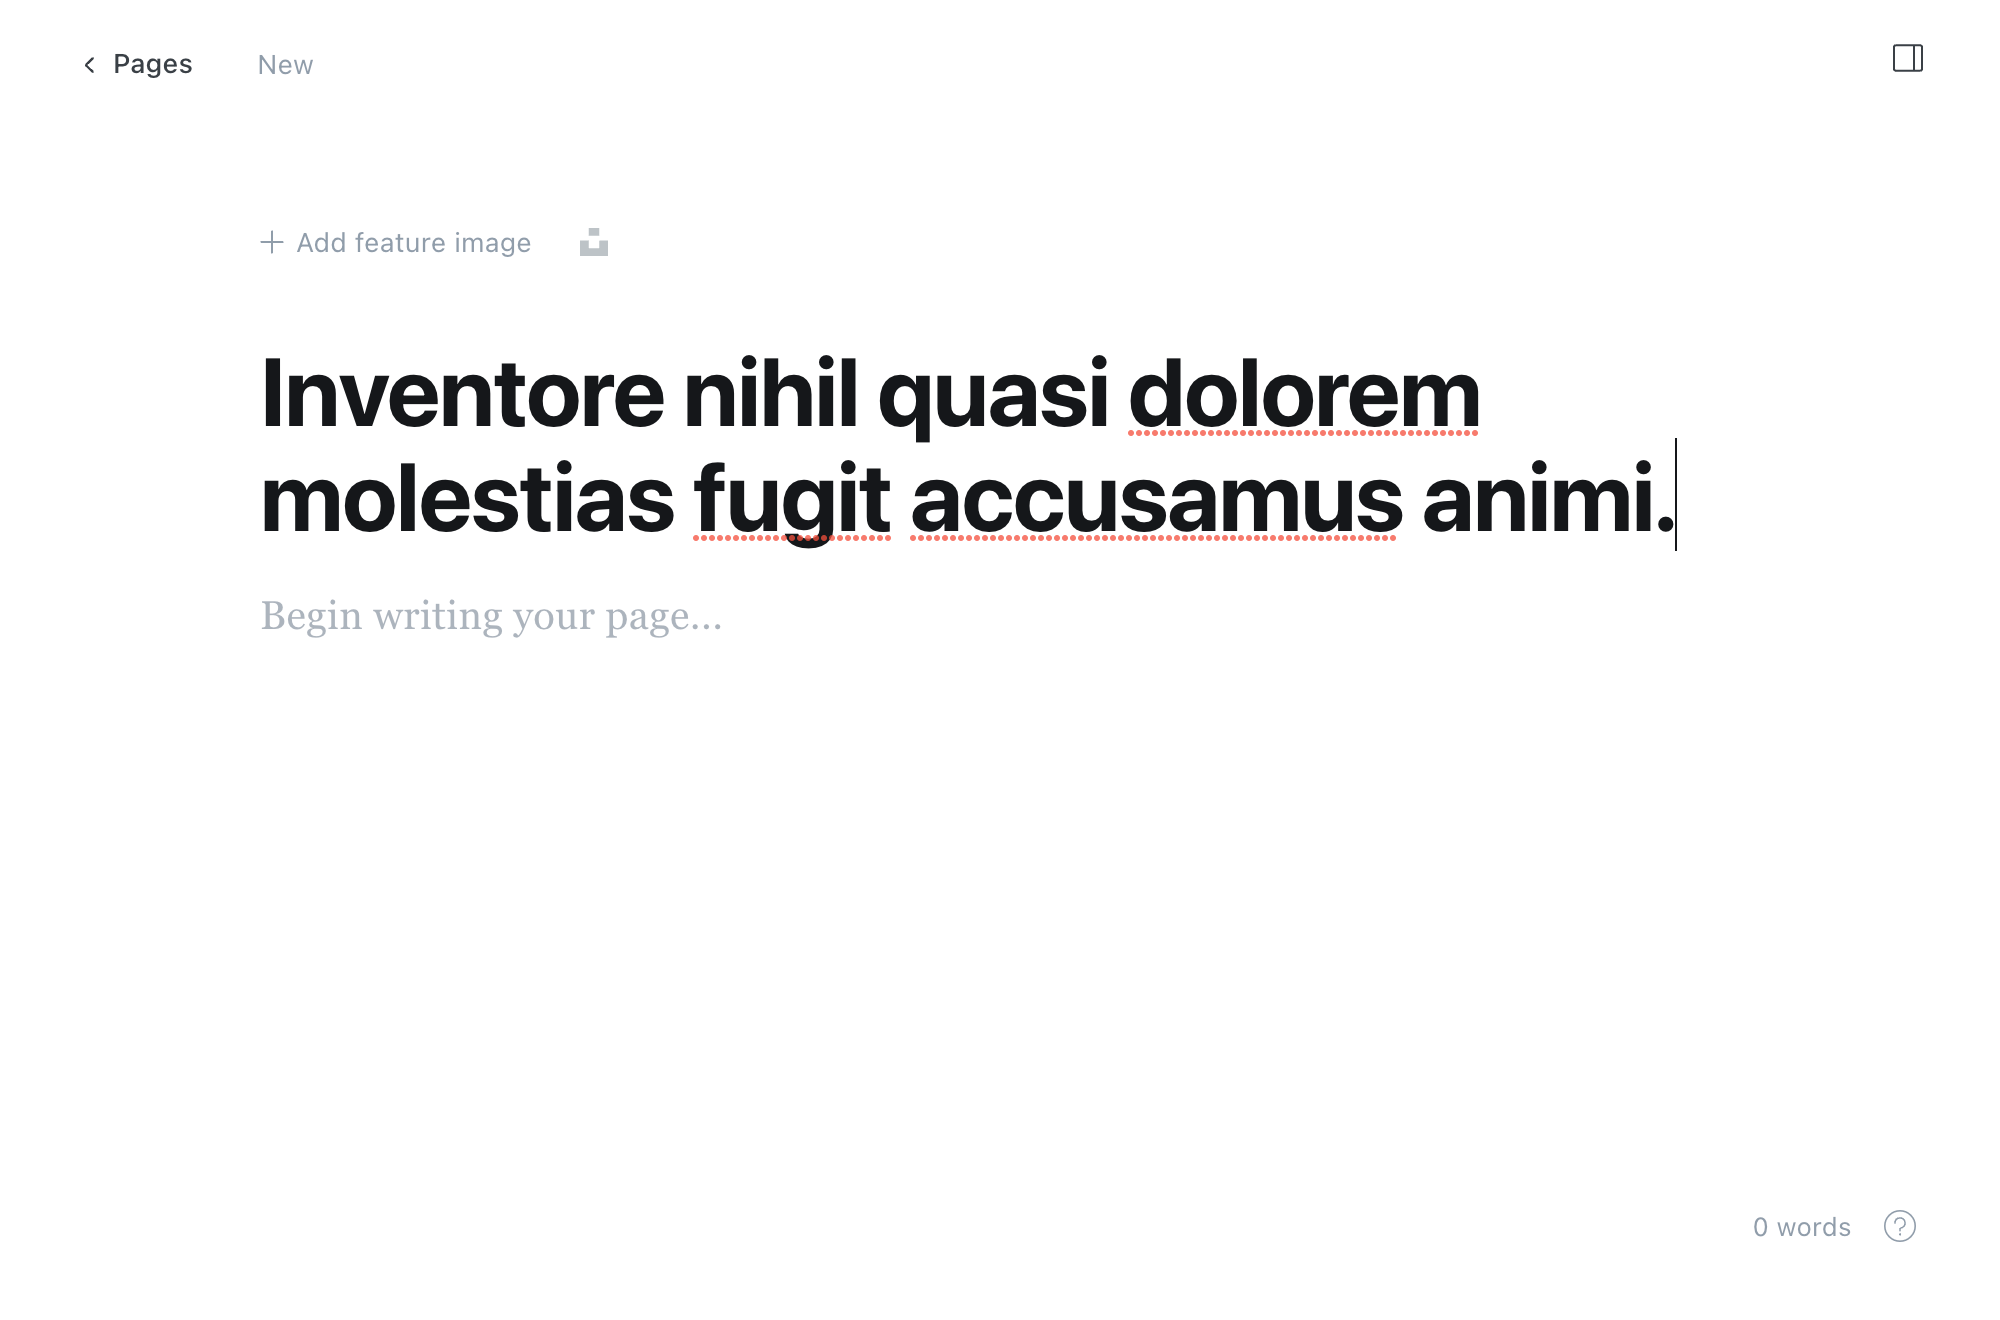 Pages
New
Add feature image
Inventore nihil quasi dolorem
molestias fugit accusamus animi.
Begin writing your page...
0 words
?